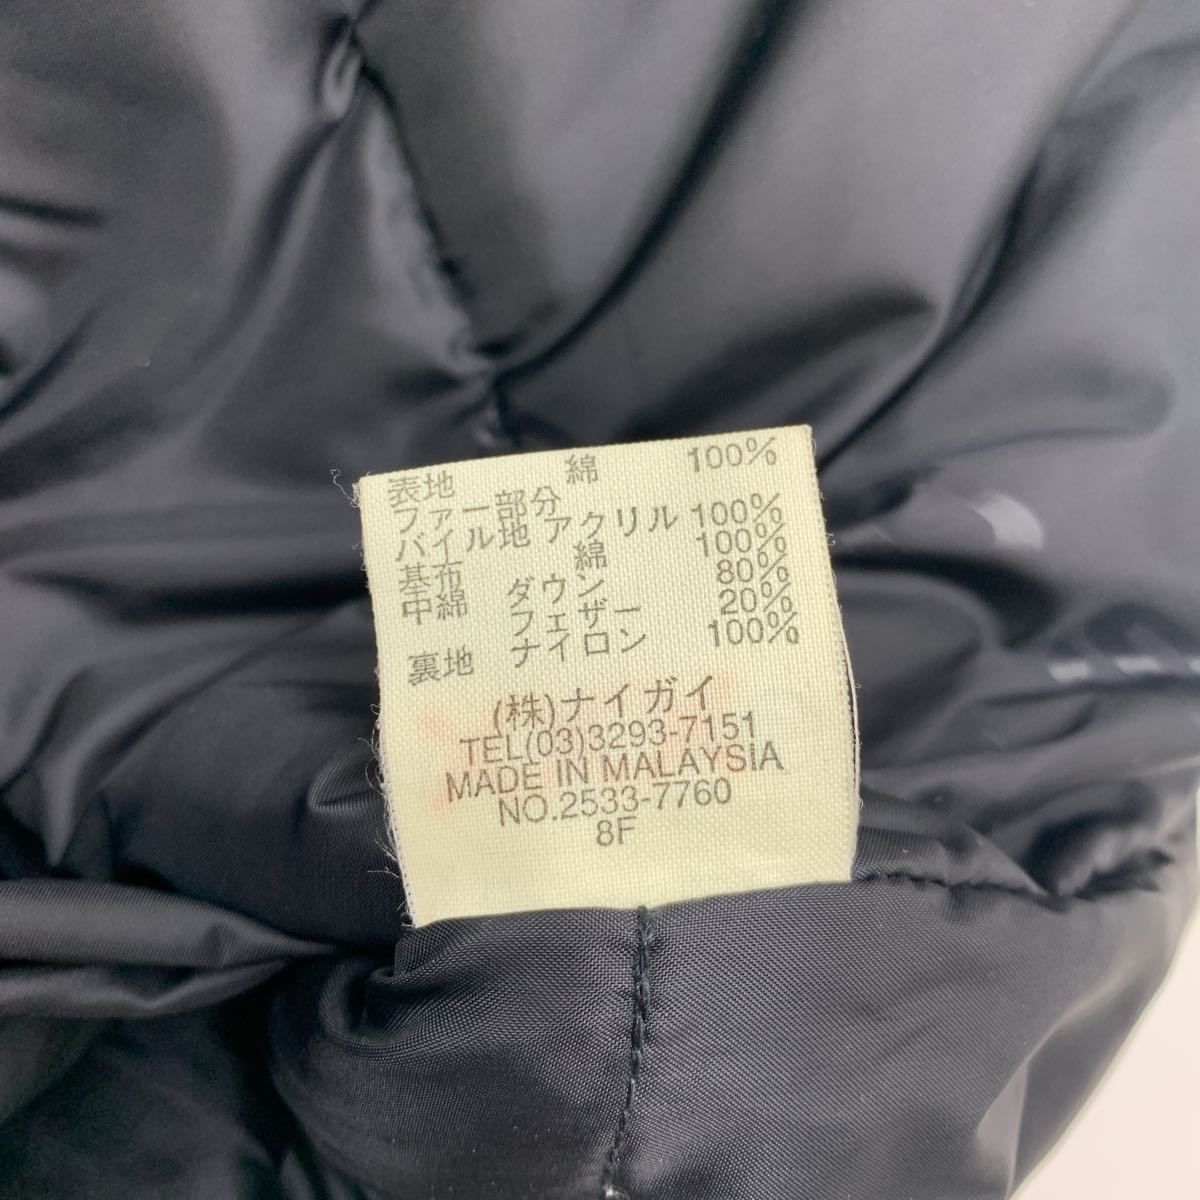 表地 綿 100%
ファー部分
パイル地 アクリル 100%
基布 綿 100%
中綿 ダウン 80%
フェザー 20%
裏地 ナイロン 100%
(株)ナイガイ
TEL(03)3293-7151
MADE IN MALAYSIA
NO.2533-7760
8F